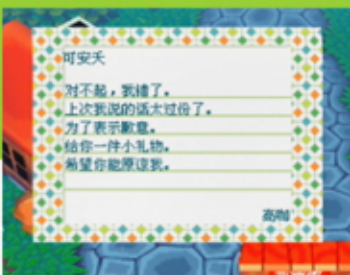 可安夭
对不起，我错了。
上次我说的话太过份了。
为了表示歉意。
给你一件小礼物。
希望你能原谅我。
高咖